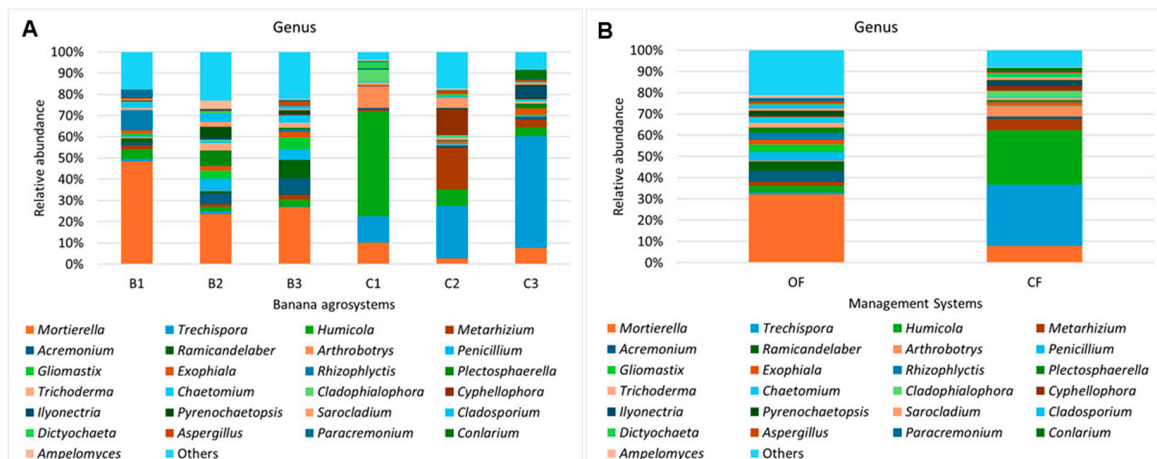 A
Genus
Relative abundance
100%
90%
80%
70%
60%
50%
40%
30%
20%
10%
0%
B1 B2 B3 C1 C2 C3
Banana agrosystems
Mortierella Trechispora Humicola Metarhizium
Acremonium Ramicandelaber Arthrobotrys Penicillium
Gliomastix Exophiala Rhizophlyctis Plectosphaerella
Trichoderma Chaetomium Cladophialophora Cyphellophora
Ilyonectria Pyrenochaetopsis Sarocladium Cladosporium
Dictyochaeta Aspergillus Paracremonium Conlarium
Ampelomyces Others
B
Genus
Relative abundance
100%
90%
80%
70%
60%
50%
40%
30%
20%
10%
0%
OF CF
Management Systems
Mortierella Trechispora Humicola Metarhizium
Acremonium Ramicandelaber Arthrobotrys Penicillium
Gliomastix Exophiala Rhizophlyctis Plectosphaerella
Trichoderma Chaetomium Cladophialophora Cyphellophora
Ilyonectria Pyrenochaetopsis Sarocladium Cladosporium
Dictyochaeta Aspergillus Paracremonium Conlarium
Ampelomyces Others